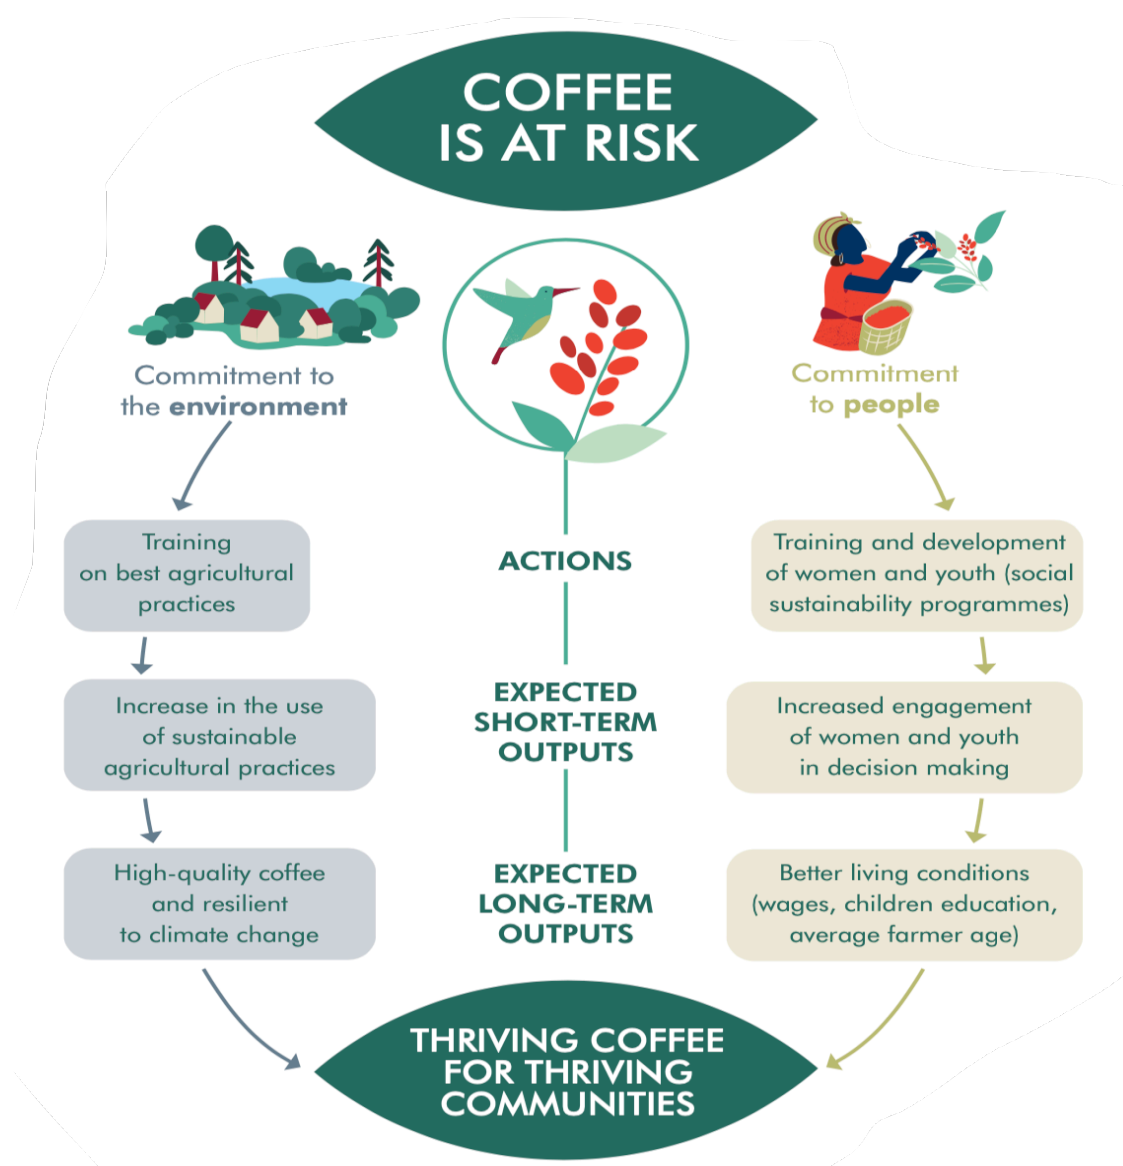 COFFEE
IS AT RISK
Commitment to
the environment
Commitment
to people
Training
on best agricultural
practices
ACTIONS
Training and development
of women and youth (social
sustainability programmes)
Increase in the use
of sustainable
agricultural practices
EXPECTED
SHORT-TERM
OUTPUTS
Increased engagement
of women and youth
in decision making
High-quality coffee
and resilient
to climate change
EXPECTED
LONG-TERM
OUTPUTS
Better living conditions
(wages, children education,
average farmer age)
THRIVING COFFEE
FOR THRIVING
COMMUNITIES